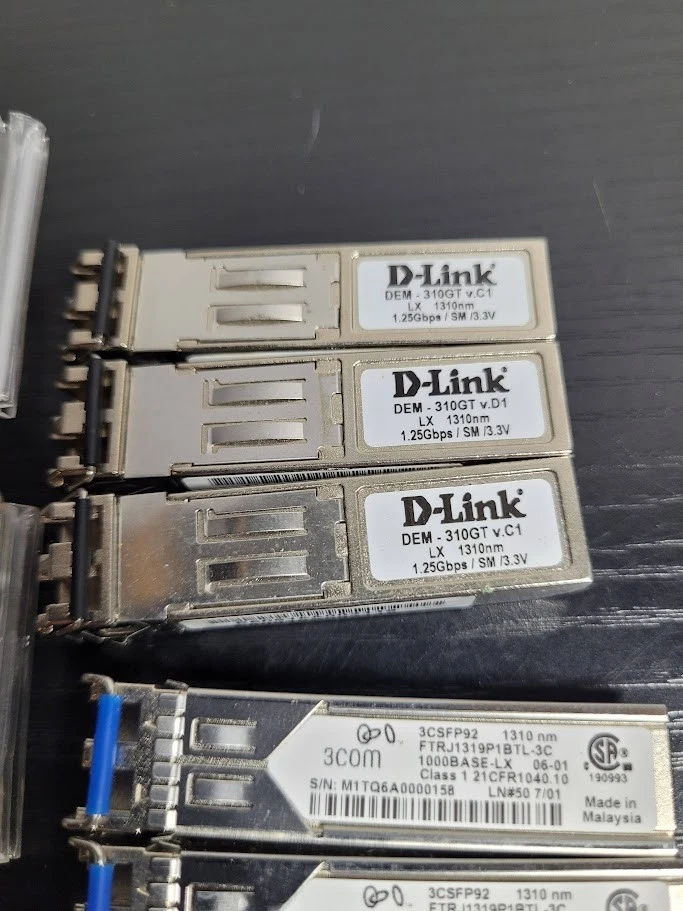 D-Link
DEM - 310GT v.C1
LX 1310nm
1.25Gbps / SM /3.3V
D-Link
DEM - 310GT v.D1
LX 1310nm
1.25Gbps / SM /3.3V
D-Link
DEM - 310GT v.C1
LX 1310nm
1.25Gbps / SM /3.3V
3COM
3CSFP92 1310 nm
FTRJ1319P1BTL-3C
1000BASE-LX 06-01
Class 1 21CFR1040.10
S/N: M1TQ6A0000158 LN#50 7/01
SA ®
190993
Made in
Malaysia
3CSFP92 1310 nm
FTRJ1319P1BTL-3C